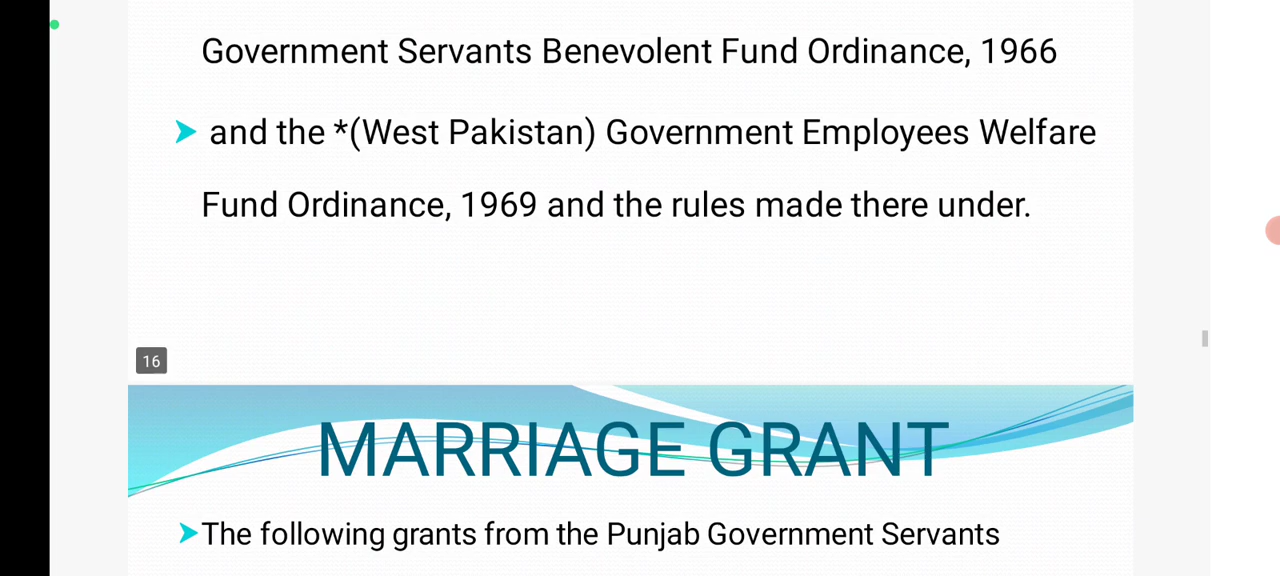 Government Servants Benevolent Fund Ordinance, 1966
➤ and the *(West Pakistan) Government Employees Welfare
Fund Ordinance, 1969 and the rules made there under.
16
MARRIAGE GRANT
➤The following grants from the Punjab Government Servants